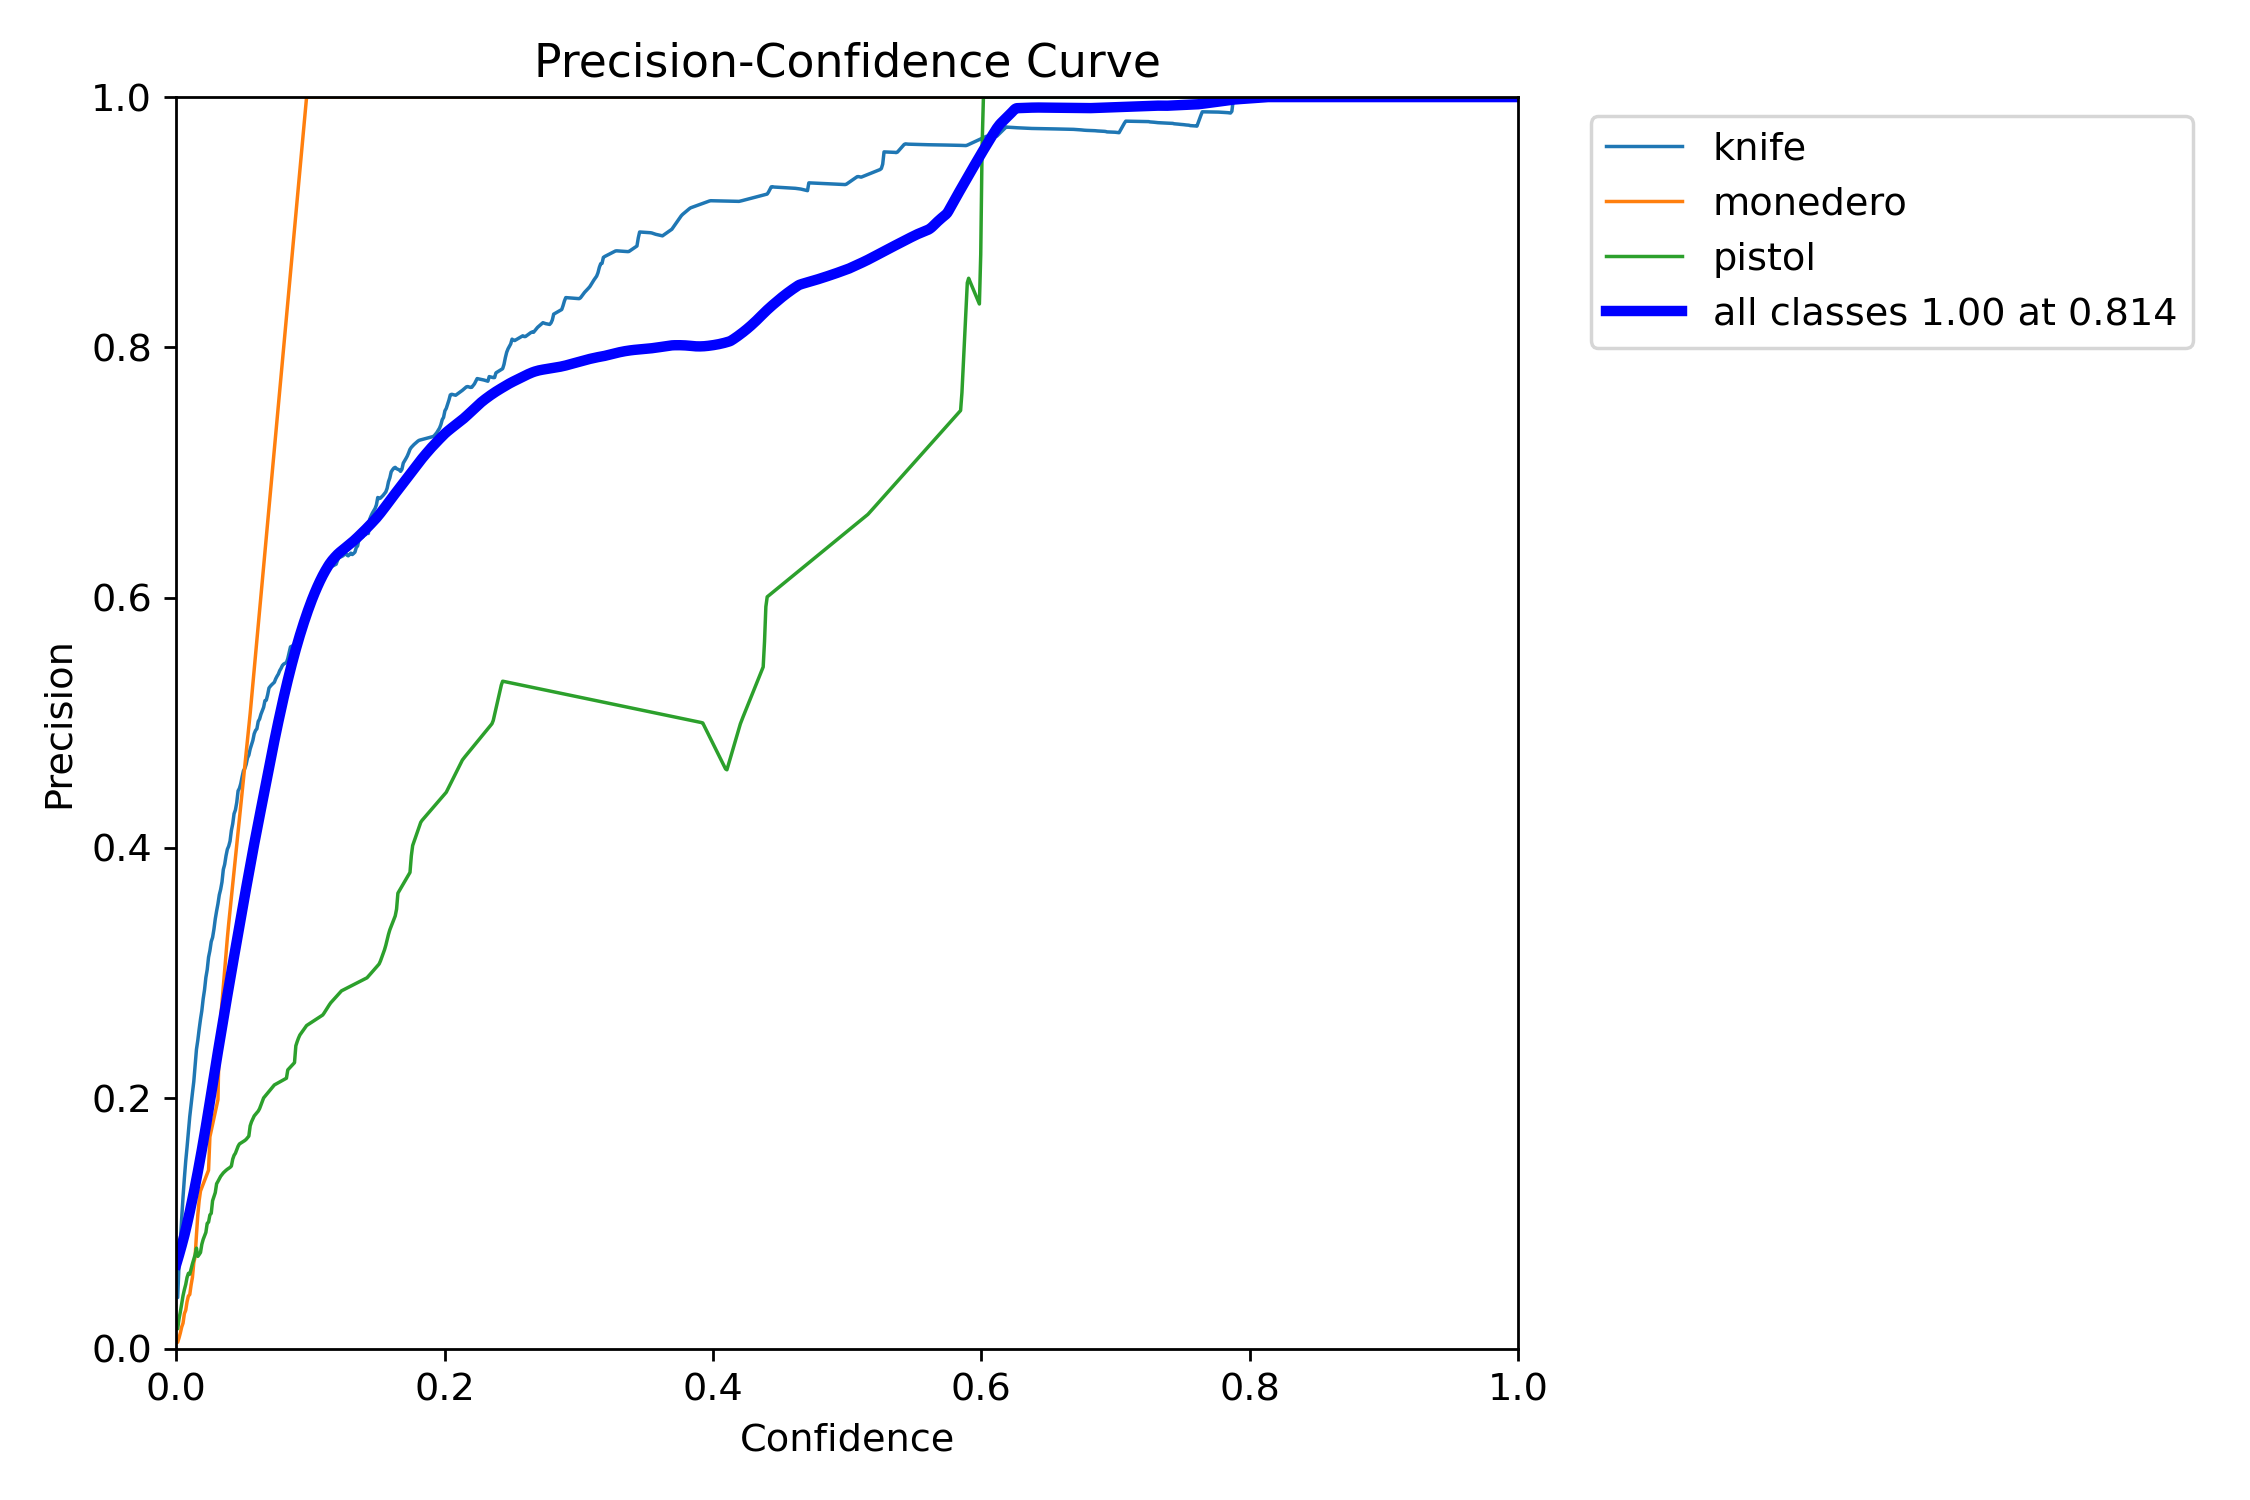 Precision-Confidence Curve
1.0
0.8
0.6
0.4
0.2
0.0
Precision
0.0 0.2 0.4 0.6 0.8 1.0
Confidence
knife
monedero
pistol
all classes 1.00 at 0.814